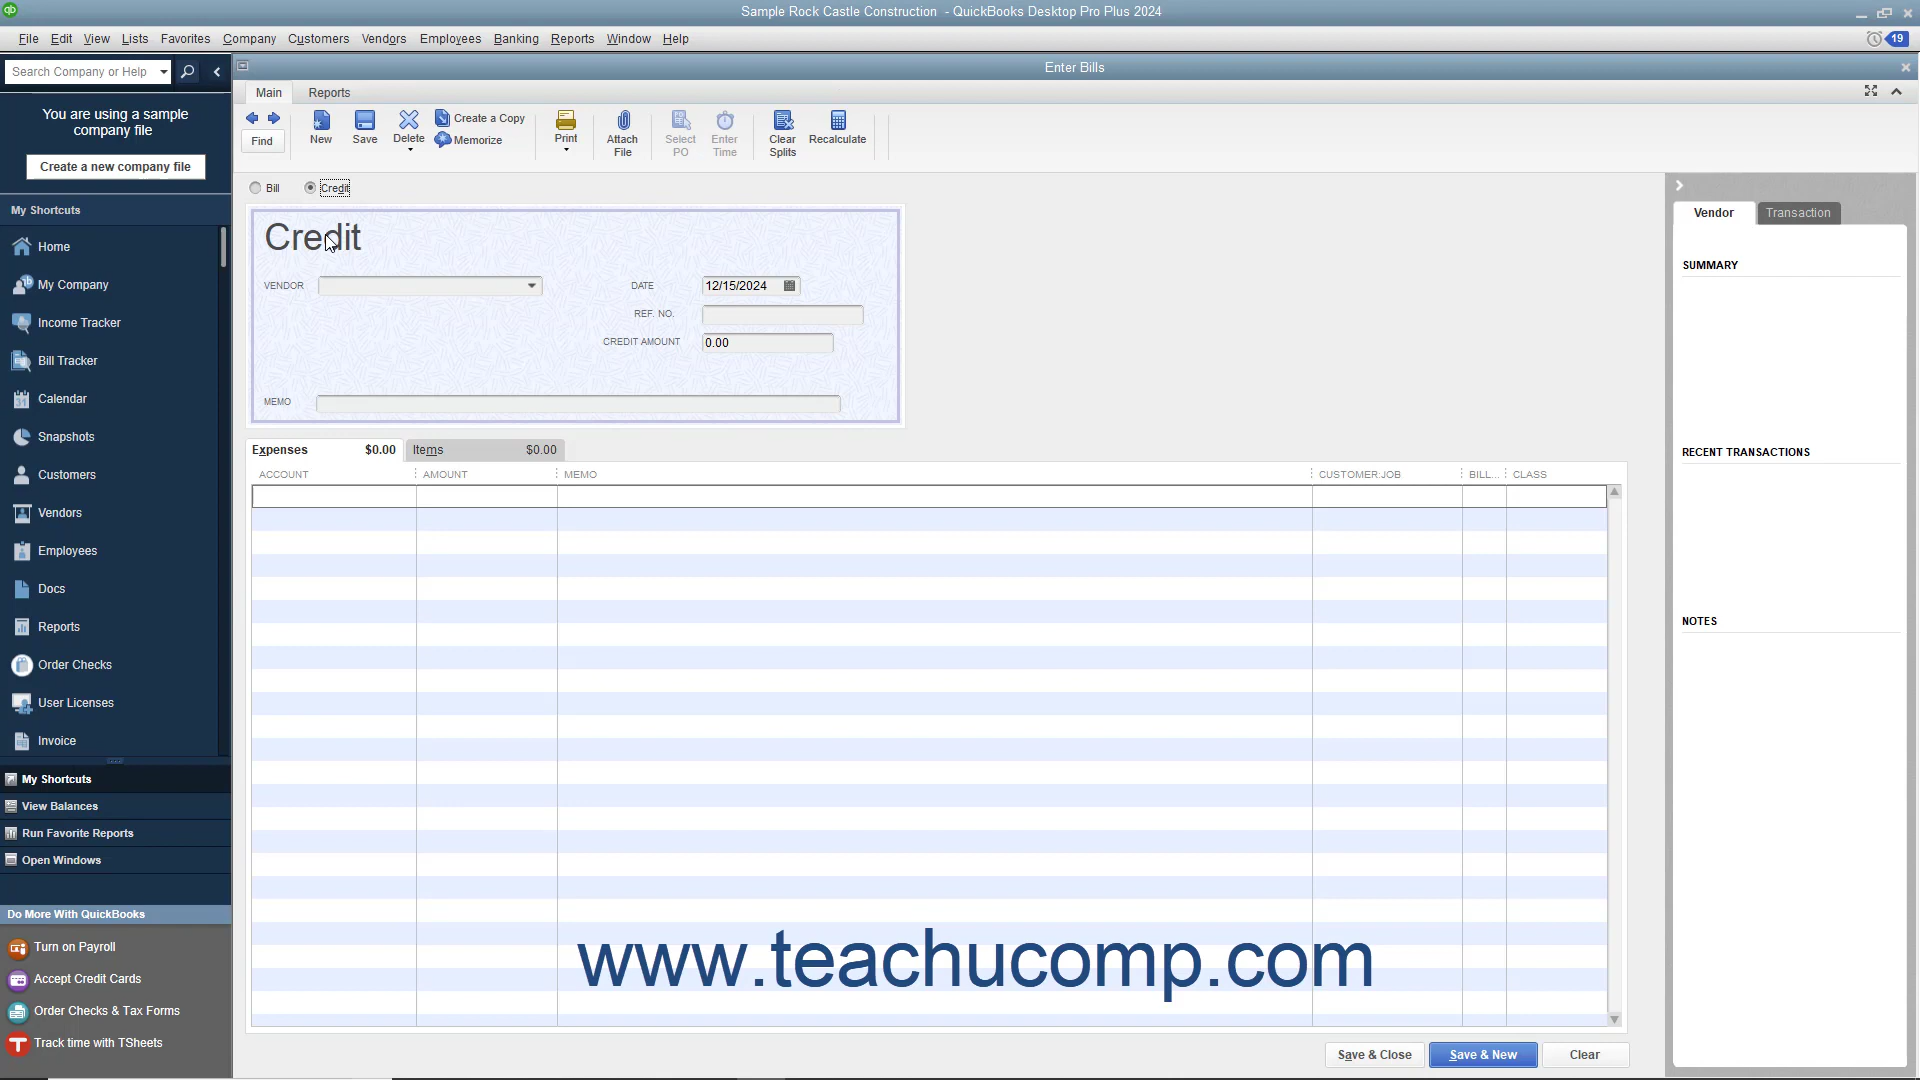 Sample Rock Castle Construction - QuickBooks Desktop Pro Plus 2024
File Edit View Lists Favorites Company Customers Vendors Employees Banking Reports Window Help
19
Search Company or Help
Enter Bills
You are using a sample
company file
Create a new company file
My Shortcuts
Home
My Company
Income Tracker
Bill Tracker
Calendar
Snapshots
Customers
Vendors
Employees
Docs
Reports
Order Checks
User Licenses
Invoice
My Shortcuts
View Balances
Run Favorite Reports
Open Windows
Do More With QuickBooks
Turn on Payroll
Accept Credit Cards
Order Checks & Tax Forms
Track time with TSheets
Main Reports
Find
New
Save
Delete
Create a Copy
Memorize
Print
Attach
File
Select
PO
Enter
Time
Clear
Splits
Recalculate
Bill Credit
Credit
VENDOR
DATE 12/15/2024
REF. NO.
CREDIT AMOUNT 0.00
MEMO
Expenses $0.00 Items $0.00
ACCOUNT AMOUNT MEMO CUSTOMER:JOB BILL... CLASS
www.teachucomp.com
Save & Close Save & New Clear
Vendor Transaction
SUMMARY
RECENT TRANSACTIONS
NOTES